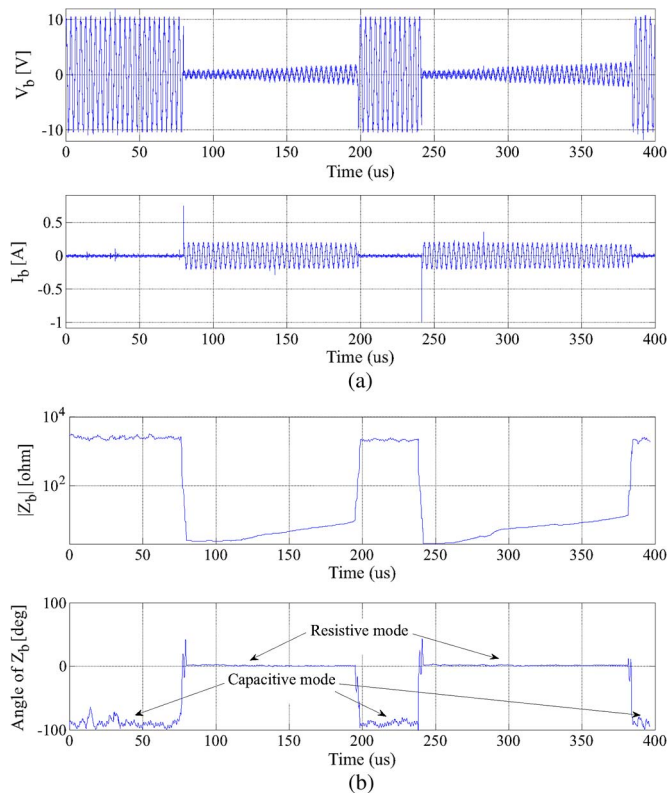 10
0
-10
V_b [V]
0 50 100 150 200 250 300 350 400
Time (us)
0.5
0
-0.5
-1
I_b [A]
0 50 100 150 200 250 300 350 400
Time (us)
(a)
10^4
10^2
|Z_b| [ohm]
0 50 100 150 200 250 300 350 400
Time (us)
100
0
-100
Angle of Z_b [deg]
Resistive mode
Capacitive mode
0 50 100 150 200 250 300 350 400
Time (us)
(b)